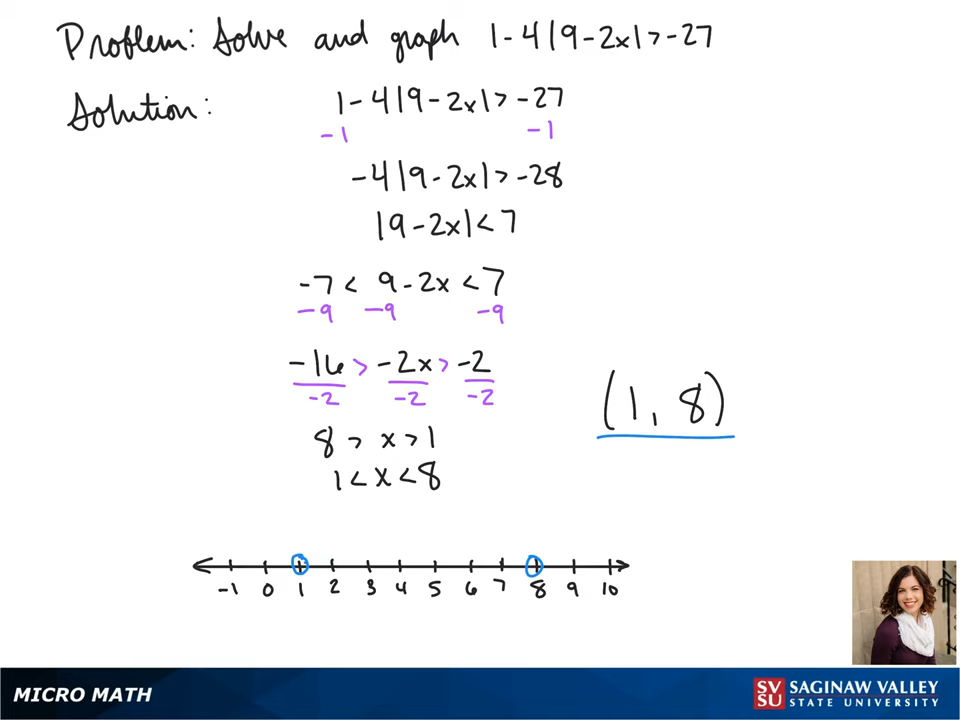 Problem: Solve and graph 1 - 4|9 - 2x| > -27
Solution: 1 - 4|9 - 2x| > -27
-1 -1
-4|9 - 2x| > -28
|9 - 2x| < 7
-7 < 9 - 2x < 7
-9 -9 -9
-16 > -2x > -2
-2 -2 -2
(1, 8)
8 > x > 1
1 < x < 8
-1 0 1 2 3 4 5 6 7 8 9 10
MICRO MATH
SV SU SAGINAW VALLEY
STATE UNIVERSITY